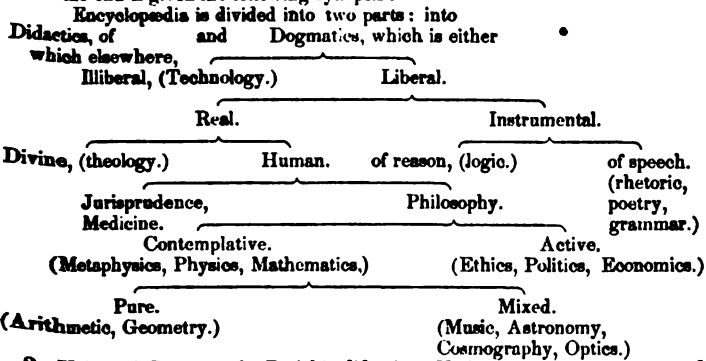 Encyclopædia is divided into two parts: into
Didactics, of and Dogmatics, which is either
which elsewhere,
Illiberal, (Technology.) Liberal.
Real. Instrumental.
Divine, (theology.) Human. of reason, (logic.) of speech.
(rhetoric,
Jurisprudence, Philosophy. poetry,
Medicine. grammar.)
Contemplative. Active.
(Metaphysics, Physics, Mathematics,) (Ethics, Politics, Economics.)
Pure. Mixed.
(Arithmetic, Geometry.) (Music, Astronomy,
Cosmography, Optics.)